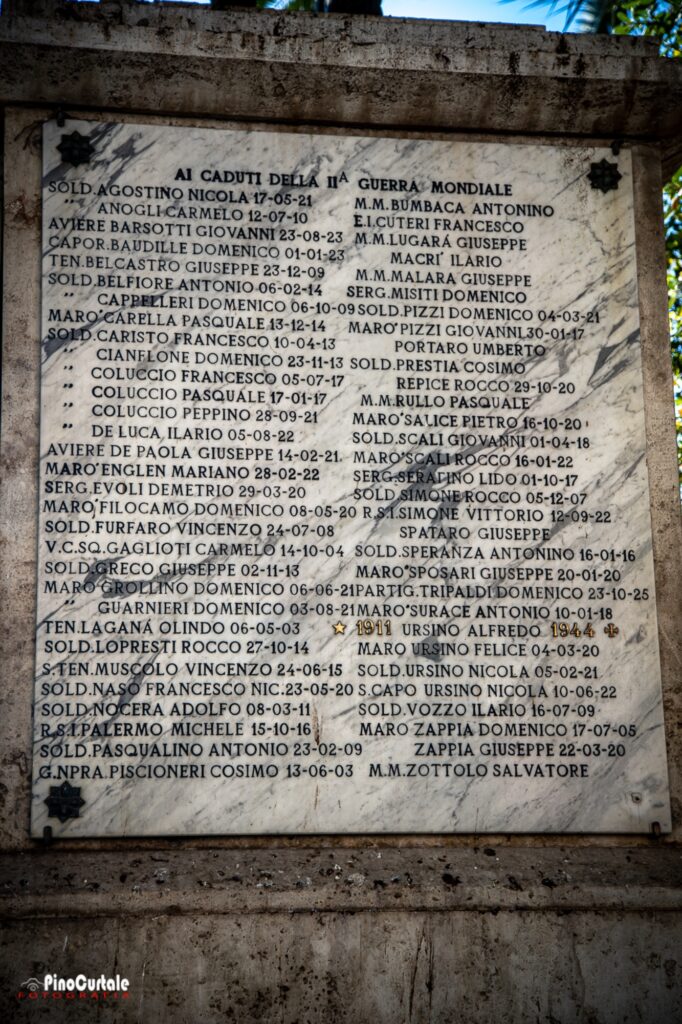 AI CADUTI DELLA IIᴬ GUERRA MONDIALE
SOLD.AGOSTINO NICOLA 17-05-21
" ANOGLI CARMELO 12-07-10
AVIERE BARSOTTI GIOVANNI 23-08-23
CAPOR.BAUDILLE DOMENICO 01-01-23
TEN.BELCASTRO GIUSEPPE 23-12-09
SOLD.BELFIORE ANTONIO 06-02-14
" CAPPELLERI DOMENICO 06-10-09
MARO'CARELLA PASQUALE 13-12-14
SOLD.CARISTO FRANCESCO 10-04-13
" CIANFLONE DOMENICO 23-11-13
" COLUCCIO FRANCESCO 05-07-17
" COLUCCIO PASQUALE 17-01-17
" COLUCCIO PEPPINO 28-09-21
" DE LUCA ILARIO 05-08-22
AVIERE DE PAOLA GIUSEPPE 14-02-21
MARO'ENGLEN MARIANO 28-02-22
SERG.EVOLI DEMETRIO 29-03-20
MARO'FILOCAMO DOMENICO 08-05-20
SOLD.FURFARO VINCENZO 24-07-08
V.C.SQ.GAGLIOTI CARMELO 14-10-04
SOLD.GRECO GIUSEPPE 02-11-13
MARO'GROLLINO DOMENICO 06-06-21
" GUARNIERI DOMENICO 03-08-21
TEN.LAGANÁ OLINDO 06-05-03
SOLD.LOPRESTI ROCCO 27-10-14
S.TEN.MUSCOLO VINCENZO 24-06-15
SOLD.NASO FRANCESCO NIC.23-05-20
SOLD.NOCERA ADOLFO 08-03-11
R.S.I.PALERMO MICHELE 15-10-16
SOLD.PASQUALINO ANTONIO 23-02-09
G.NPRA.PISCIONERI COSIMO 13-06-03
M.M.BUMBACA ANTONINO
E.I.CUTERI FRANCESCO
M.M.LUGARÁ GIUSEPPE
MACRI' ILARIO
M.M.MALARA GIUSEPPE
SERG.MISITI DOMENICO
SOLD.PIZZI DOMENICO 04-03-21
MARO'PIZZI GIOVANNI 30-01-17
PORTARO UMBERTO
SOLD.PRESTIA COSIMO
REPICE ROCCO 29-10-20
M.M.RULLO PASQUALE
MARO'SALICE PIETRO 16-10-20
SOLD.SCALI GIOVANNI 01-04-18
MARO'SCALI ROCCO 16-01-22
SERG.SERAFINO LIDO 01-10-17
SOLD SIMONE ROCCO 05-12-07
R.S.I.SIMONE VITTORIO 12-09-22
SPATARO GIUSEPPE
SOLD.SPERANZA ANTONINO 16-01-16
MARO'SPOSARI GIUSEPPE 20-01-20
PARTIG.TRIPALDI DOMENICO 23-10-25
MARO'SURACE ANTONIO 10-01-18
★ 1911 URSINO ALFREDO 1944 ✠
MARO URSINO FELICE 04-03-20
SOLD.URSINO NICOLA 05-02-21
S.CAPO URSINO NICOLA 10-06-22
SOLD.VOZZO ILARIO 16-07-09
MARO ZAPPIA DOMENICO 17-07-05
ZAPPIA GIUSEPPE 22-03-20
M.M.ZOTTOLO SALVATORE
PinoCurtale
FOTOGRAFIA